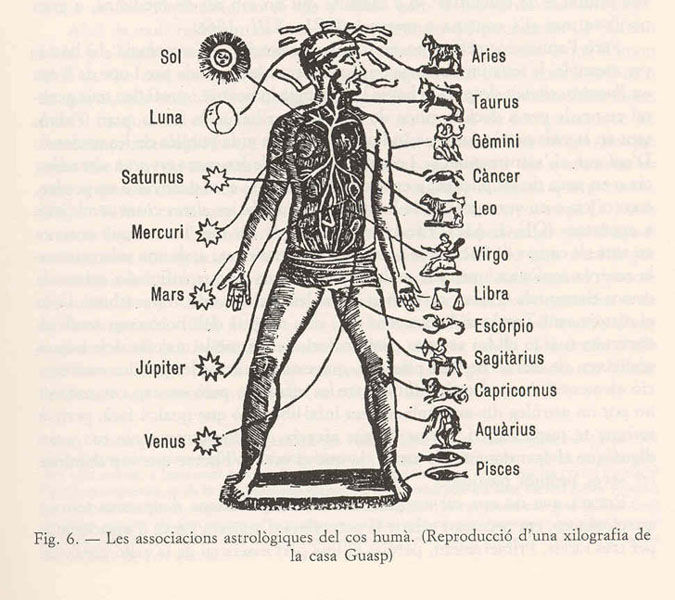 Sol
Luna
Saturnus
Mercuri
Mars
Júpiter
Venus
Aries
Taurus
Gèmini
Càncer
Leo
Virgo
Libra
Escòrpio
Sagitàrius
Capricornus
Aquàrius
Pisces
Fig. 6. — Les associacions astrològiques del cos humà. (Reproducció d'una xilografia de
la casa Guasp)